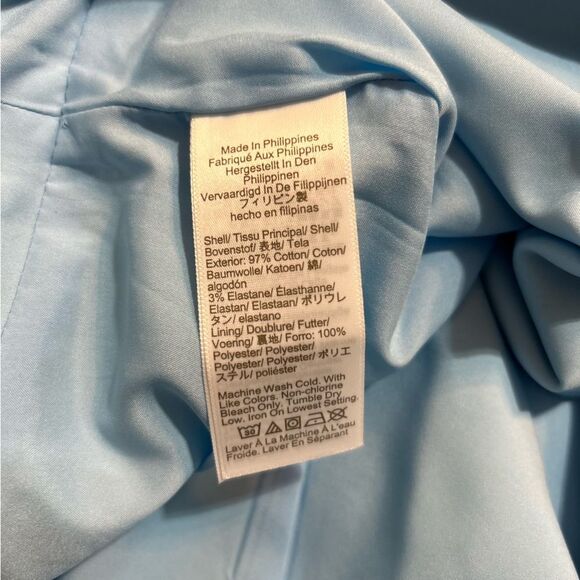 Made In Philippines
Fabriqué Aux Philippines
Hergestellt In Den
Philippinen
Vervaardigd In De Filippijnen
フィリピン製
hecho en filipinas
Shell/ Tissu Principal/ Shell/
Bovenstof/ 表地/ Tela
Exterior: 97% Cotton/ Coton/
Baumwolle/ Katoen/ 綿/
algodón
3% Elastane/ Élasthanne/
Elastan/ Elastaan/ ポリウレ
タン/ elastano
Lining/ Doublure/ Futter/
Voering/ 裏地/ Forro: 100%
Polyester/ Polyester/
Polyester/ Polyester/ ポリエ
ステル/ poliéster
Machine Wash Cold. With
Like Colors. Non-chlorine
Bleach Only. Tumble Dry
Low. Iron On Lowest Setting.
30
Laver À La Machine À L'eau
Froide. Laver En Séparant